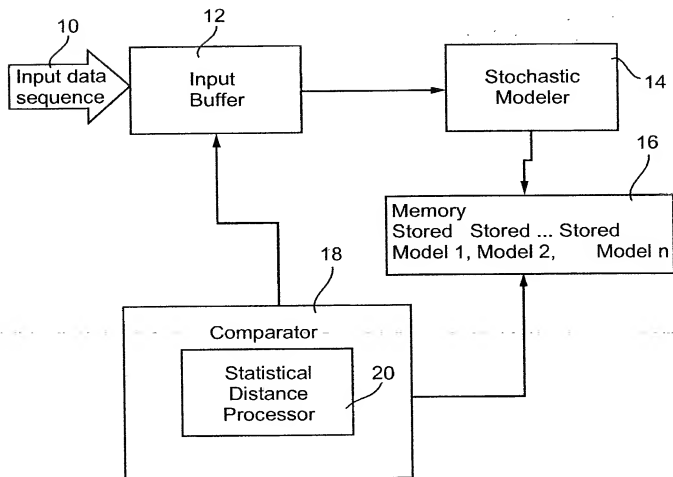 10
12
14
Input data
sequence
Input
Buffer
Stochastic
Modeler
16
Memory
Stored Stored ... Stored
Model 1, Model 2, Model n
18
Comparator
Statistical
Distance
Processor
20